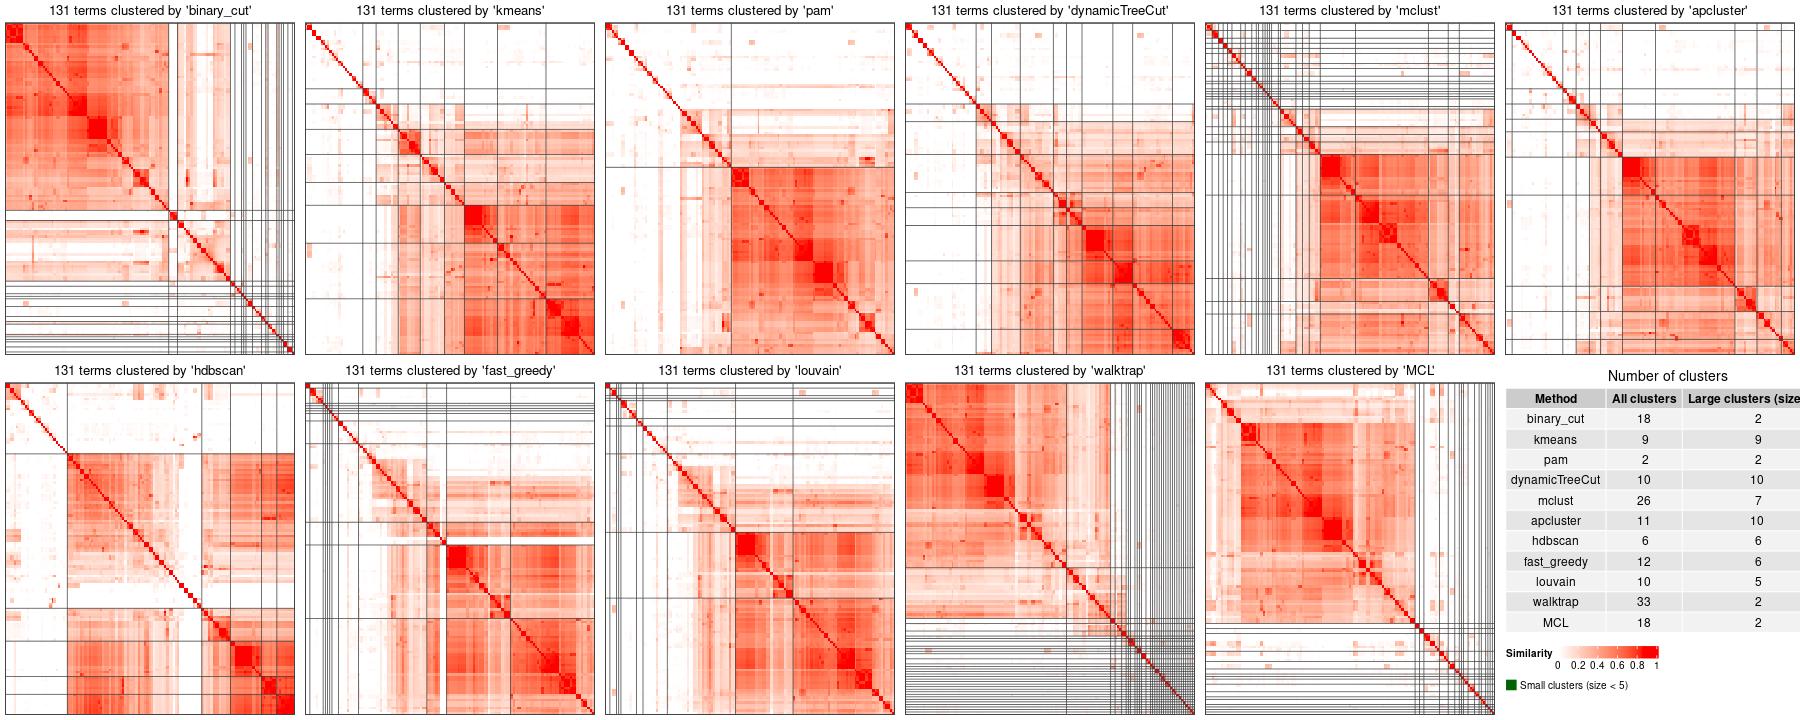 131 terms clustered by 'binary_cut'
131 terms clustered by 'kmeans'
131 terms clustered by 'pam'
131 terms clustered by 'dynamicTreeCut'
131 terms clustered by 'mclust'
131 terms clustered by 'apcluster'
131 terms clustered by 'hdbscan'
131 terms clustered by 'fast_greedy'
131 terms clustered by 'louvain'
131 terms clustered by 'walktrap'
131 terms clustered by 'MCL'
Number of clusters
Method All clusters Large clusters (size
binary_cut 18 2
kmeans 9 9
pam 2 2
dynamicTreeCut 10 10
mclust 26 7
apcluster 11 10
hdbscan 6 6
fast_greedy 12 6
louvain 10 5
walktrap 33 2
MCL 18 2
Similarity
0 0.2 0.4 0.6 0.8 1
Small clusters (size < 5)